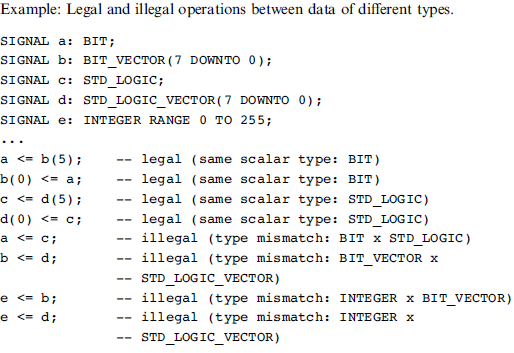 Example: Legal and illegal operations between data of different types.
SIGNAL a: BIT;
SIGNAL b: BIT_VECTOR(7 DOWNTO 0);
SIGNAL c: STD_LOGIC;
SIGNAL d: STD_LOGIC_VECTOR(7 DOWNTO 0);
SIGNAL e: INTEGER RANGE 0 TO 255;
...
a <= b(5);    -- legal (same scalar type: BIT)
b(0) <= a;    -- legal (same scalar type: BIT)
c <= d(5);    -- legal (same scalar type: STD_LOGIC)
d(0) <= c;    -- legal (same scalar type: STD_LOGIC)
a <= c;       -- illegal (type mismatch: BIT x STD_LOGIC)
b <= d;       -- illegal (type mismatch: BIT_VECTOR x
              -- STD_LOGIC_VECTOR)
e <= b;       -- illegal (type mismatch: INTEGER x BIT_VECTOR)
e <= d;       -- illegal (type mismatch: INTEGER x
              -- STD_LOGIC_VECTOR)